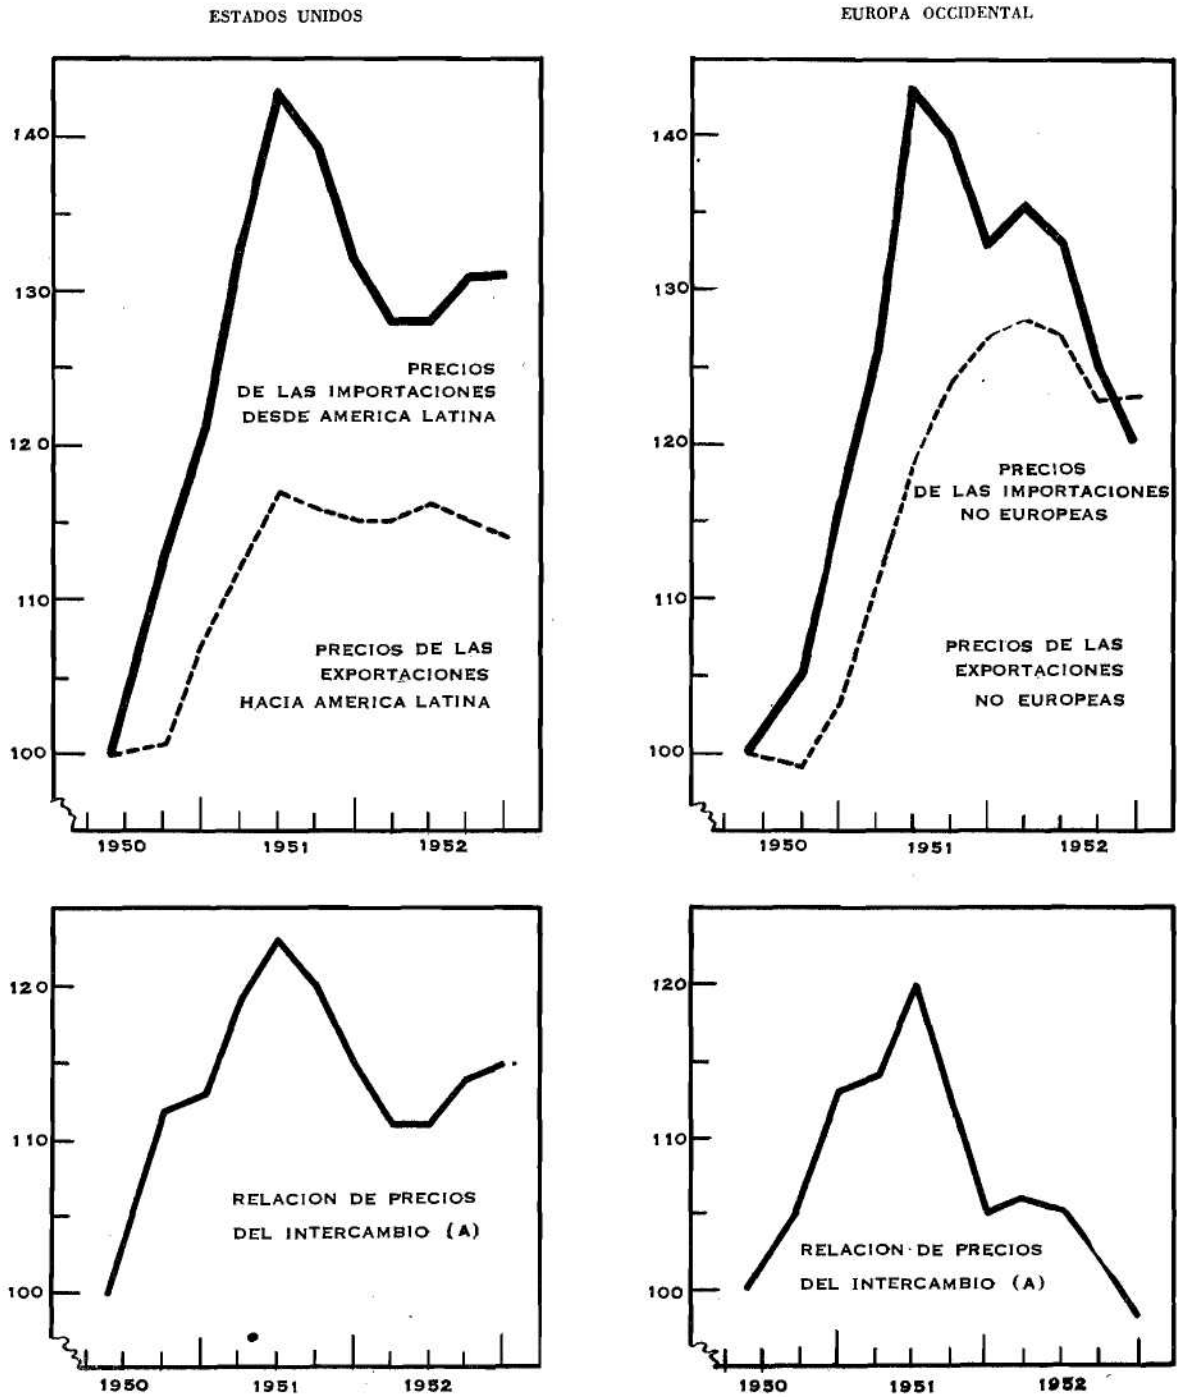 ESTADOS UNIDOS
140
130
120
110
100
PRECIOS
DE LAS IMPORTACIONES
DESDE AMERICA LATINA
PRECIOS DE LAS
EXPORTACIONES
HACIA AMERICA LATINA
1950
1951
1952
EUROPA OCCIDENTAL
140
130
120
110
100
PRECIOS
DE LAS IMPORTACIONES
NO EUROPEAS
PRECIOS DE LAS
EXPORTACIONES
NO EUROPEAS
1950
1951
1952
120
110
100
RELACION DE PRECIOS
DEL INTERCAMBIO (A)
1950
1951
1952
120
110
100
RELACION DE PRECIOS
DEL INTERCAMBIO (A)
1950
1951
1952